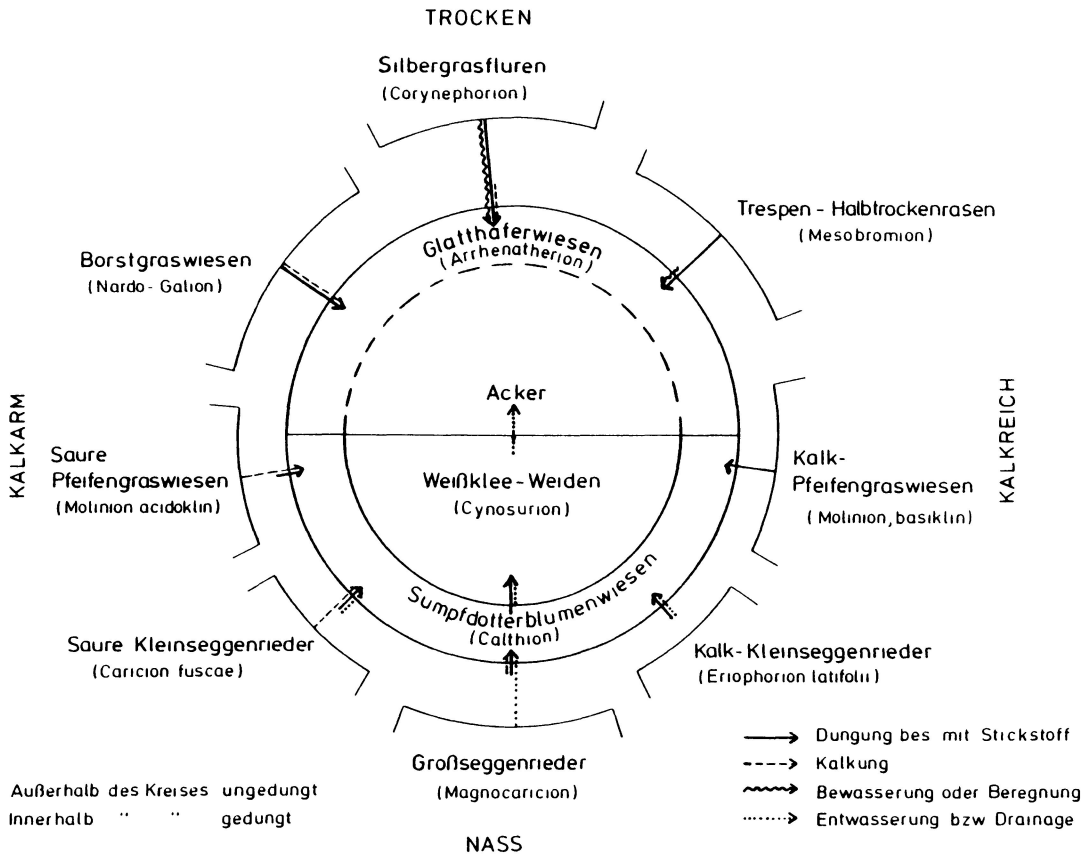 TROCKEN
Silbergrasfluren
(Corynephorion)
Trespen - Halbtrockenrasen
(Mesobromion)
Glatthaferwiesen
(Arrhenatherion)
Borstgraswiesen
(Nardo-Galion)
KALKARM
KALKREICH
Acker
Saure
Pfeifengraswiesen
(Molinion acidoklin)
Weißklee-Weiden
(Cynosurion)
Kalk-
Pfeifengraswiesen
(Molinion, basiklin)
Sumpfdotterblumenwiesen
(Calthion)
Saure Kleinseggenrieder
(Caricion fuscae)
Kalk-Kleinseggenrieder
(Eriophorion latifolii)
Großseggenrieder
(Magnocaricion)
NASS
Außerhalb des Kreises ungedungt
Innerhalb " " gedungt
Dungung bes mit Stickstoff
Kalkung
Bewasserung oder Beregnung
Entwasserung bzw Drainage